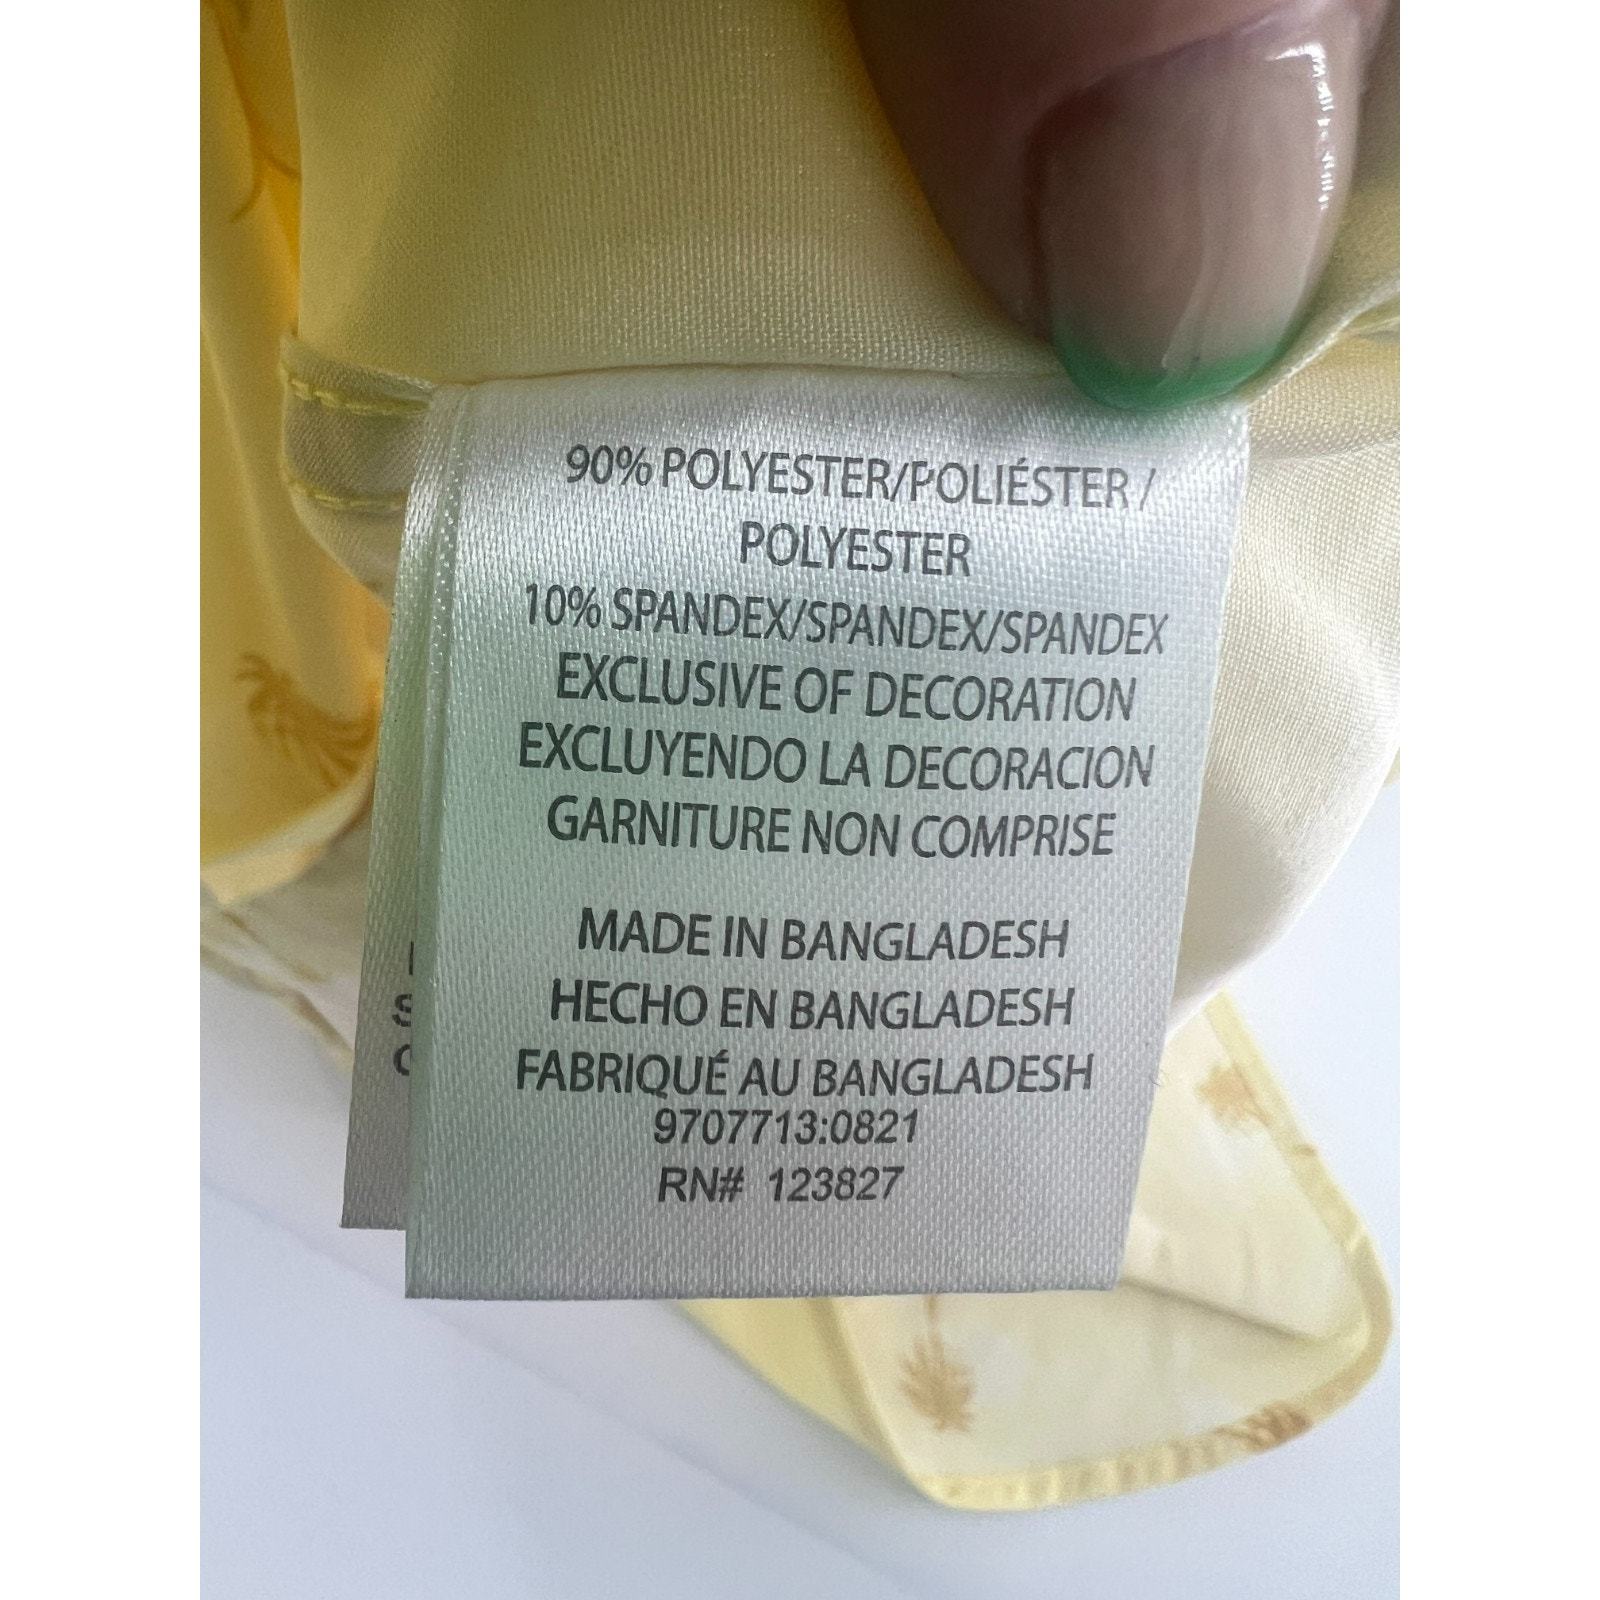 90% POLYESTER/POLIÉSTER /
POLYESTER
10% SPANDEX/SPANDEX/SPANDEX
EXCLUSIVE OF DECORATION
EXCLUYENDO LA DECORACION
GARNITURE NON COMPRISE
MADE IN BANGLADESH
HECHO EN BANGLADESH
FABRIQUÉ AU BANGLADESH
9707713:0821
RN# 123827